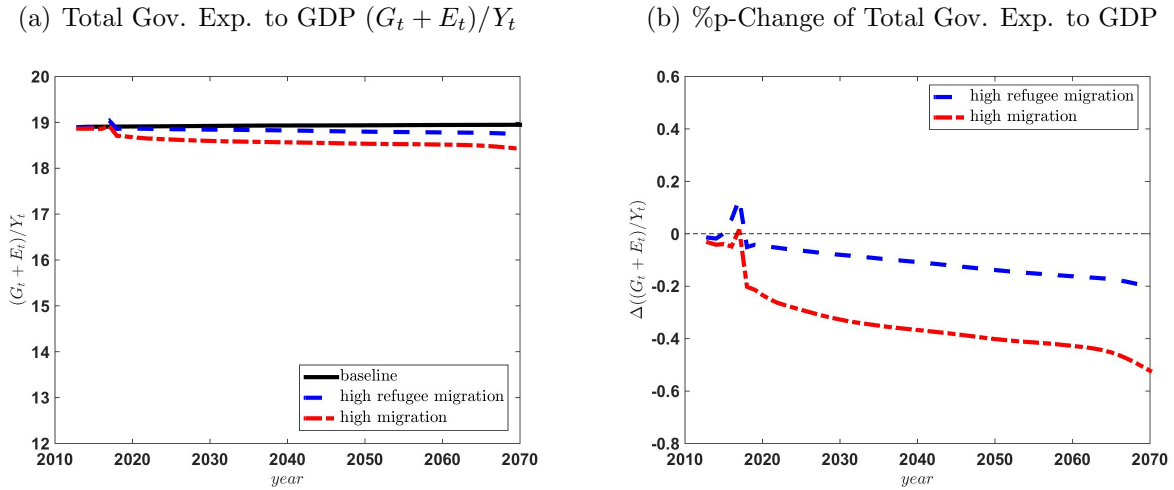 (a) Total Gov. Exp. to GDP (G_t + E_t)/Y_t
20
19
18
17
16
15
14
13
12
(G_t + E_t)/Y_t
baseline
high refugee migration
high migration
2010 2020 2030 2040 2050 2060 2070
year
(b) %p-Change of Total Gov. Exp. to GDP
0.6
0.4
0.2
0
-0.2
-0.4
-0.6
-0.8
Δ((G_t + E_t)/Y_t)
high refugee migration
high migration
2010 2020 2030 2040 2050 2060 2070
year